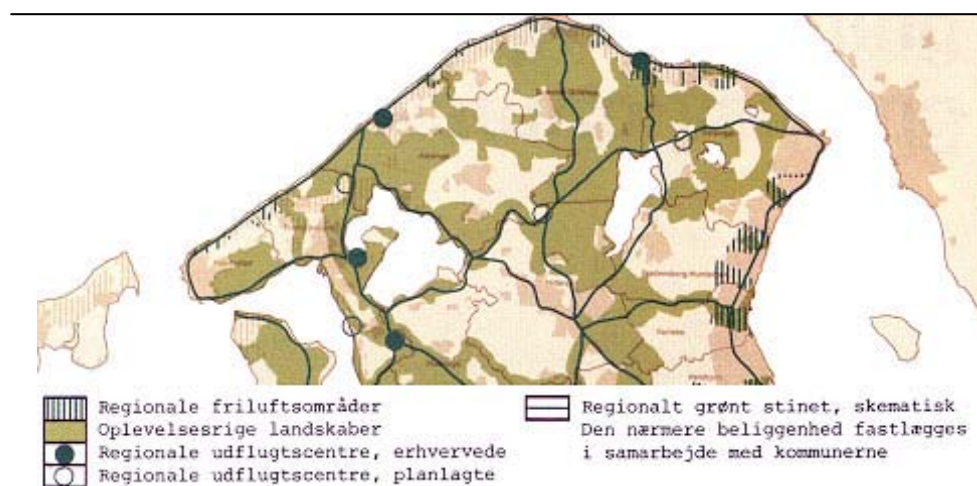 Regionale friluftsområder
Oplevelsesrige landskaber
Regionale udflugtscentre, erhvervede
Regionale udflugtscentre, planlagte
Regionalt grønt stinet, skematisk
Den nærmere beliggenhed fastlægges
i samarbejde med kommunerne